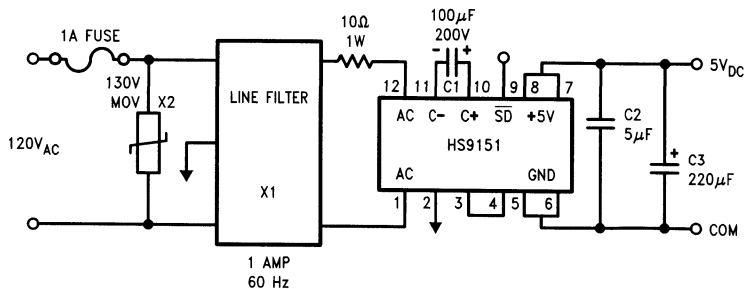 1A FUSE
120VAC
130V
MOV
X2
LINE FILTER
X1
1 AMP
60 Hz
10Ω
1W
100μF
200V
- +
C1
12 11 10 9 8 7
AC C- C+ S̅D̅ +5V
HS9151
AC GND
1 2 3 4 5 6
C2
5μF
+
C3
220μF
5VDC
COM